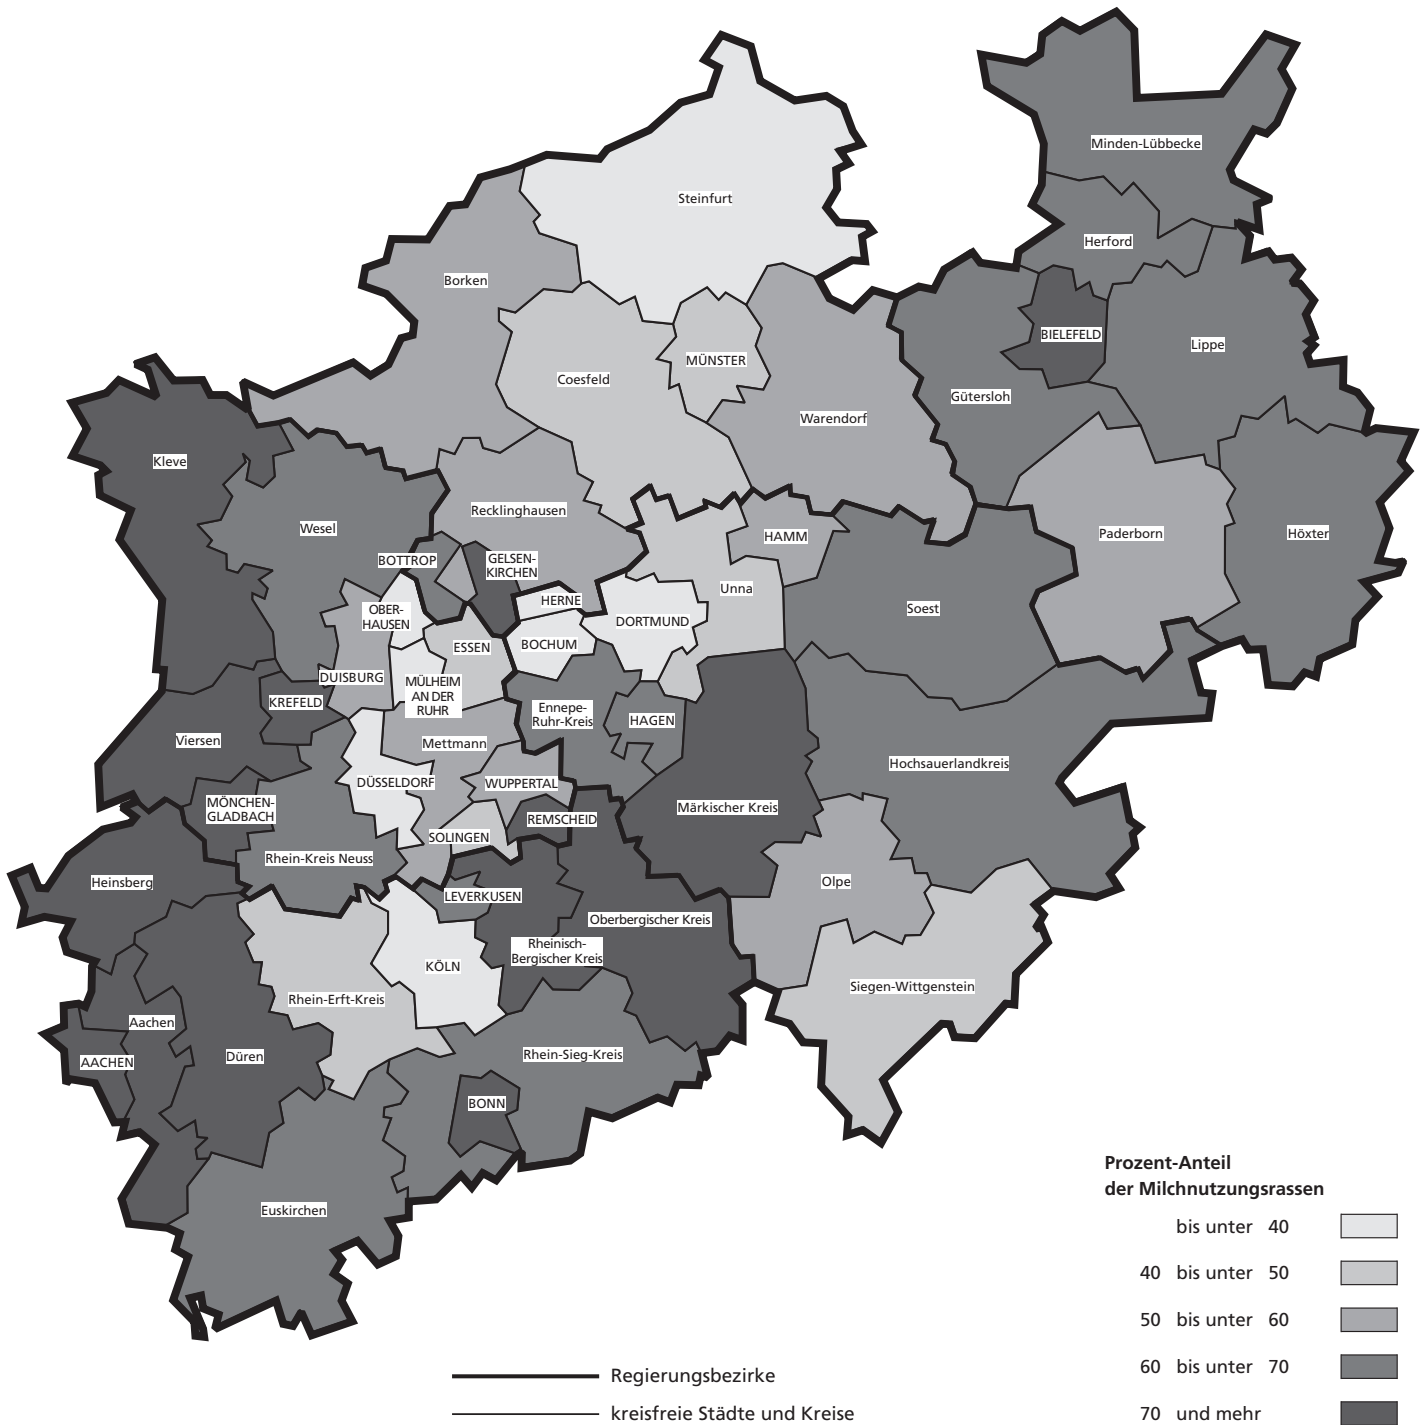 Minden-Lübbecke
Steinfurt
Herford
Borken
BIELEFELD
Lippe
MÜNSTER
Coesfeld
Gütersloh
Warendorf
Kleve
Recklinghausen
Wesel
HAMM
Paderborn
Höxter
BOTTROP
GELSEN-
KIRCHEN
Unna
HERNE
Soest
OBER-
HAUSEN
DORTMUND
BOCHUM
ESSEN
DUISBURG
MÜLHEIM
AN DER
RUHR
KREFELD
Ennepe-
Ruhr-Kreis
HAGEN
Viersen
Mettmann
Hochsauerlandkreis
DÜSSELDORF
WUPPERTAL
MÖNCHEN-
GLADBACH
Märkischer Kreis
REMSCHEID
SOLINGEN
Rhein-Kreis Neuss
Heinsberg
Olpe
LEVERKUSEN
Oberbergischer Kreis
Rheinisch-
Bergischer Kreis
KÖLN
Siegen-Wittgenstein
Rhein-Erft-Kreis
Aachen
Düren
Rhein-Sieg-Kreis
AACHEN
BONN
Euskirchen
Prozent-Anteil
der Milchnutzungsrassen
bis unter 40
40 bis unter 50
50 bis unter 60
60 bis unter 70
70 und mehr
Regierungsbezirke
kreisfreie Städte und Kreise